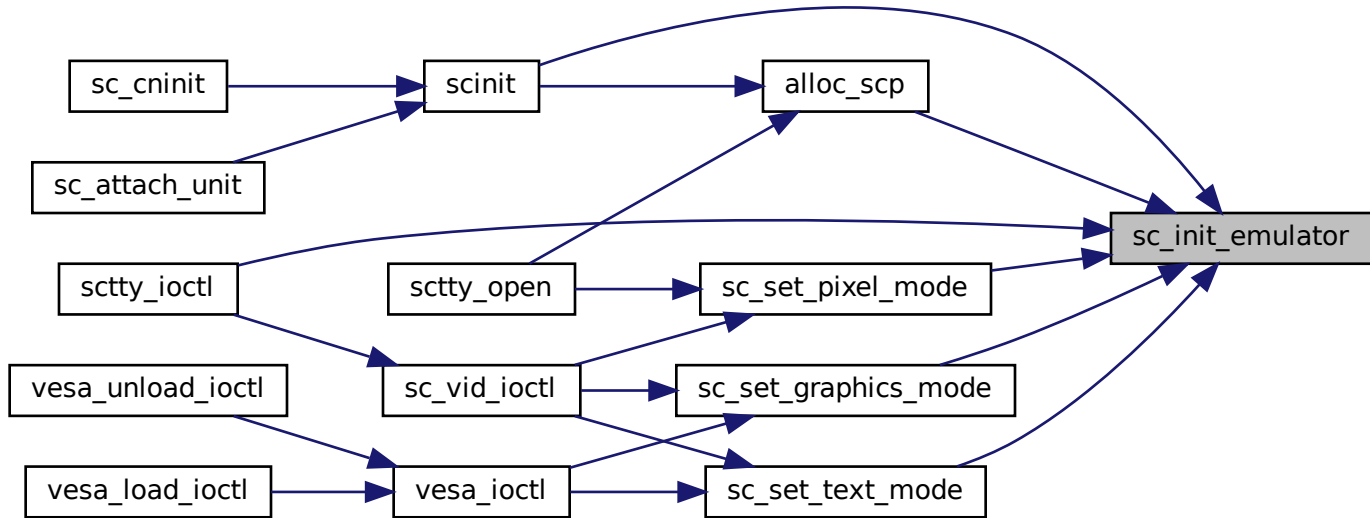 sc_cninit
scinit
alloc_scp
sc_attach_unit
sc_init_emulator
sctty_ioctl
sctty_open
sc_set_pixel_mode
vesa_unload_ioctl
sc_vid_ioctl
sc_set_graphics_mode
vesa_load_ioctl
vesa_ioctl
sc_set_text_mode